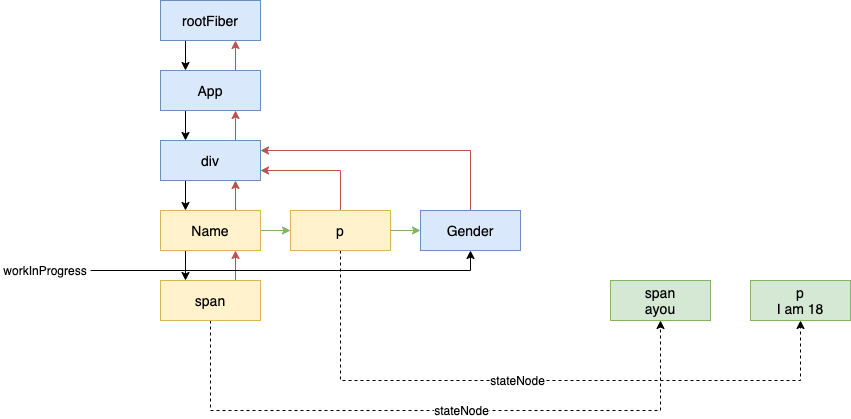 rootFiber
App
div
Name
p
Gender
workInProgress
span
span
ayou
p
I am 18
stateNode
stateNode